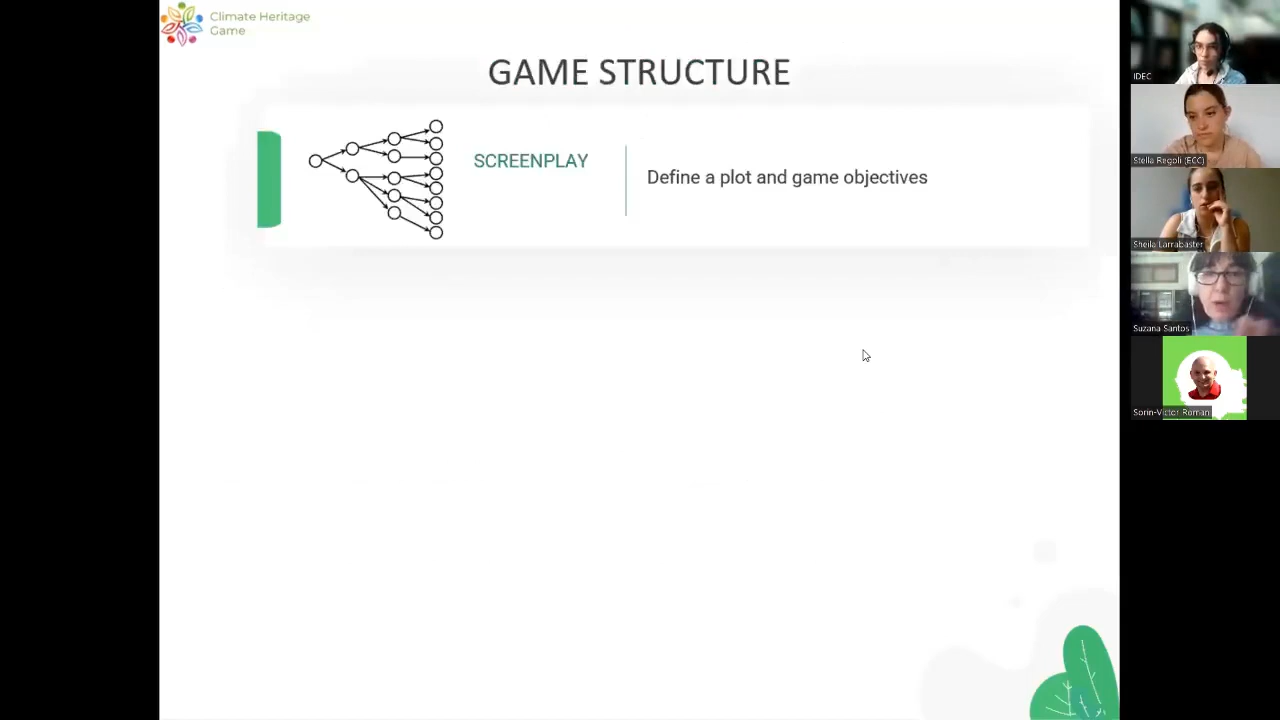 Climate Heritage
Game
GAME STRUCTURE
SCREENPLAY
Define a plot and game objectives
IDEC
Stella Regoli (ECC)
Sheila Larrabaster
Suzana Santos
Sorin-Victor Roman